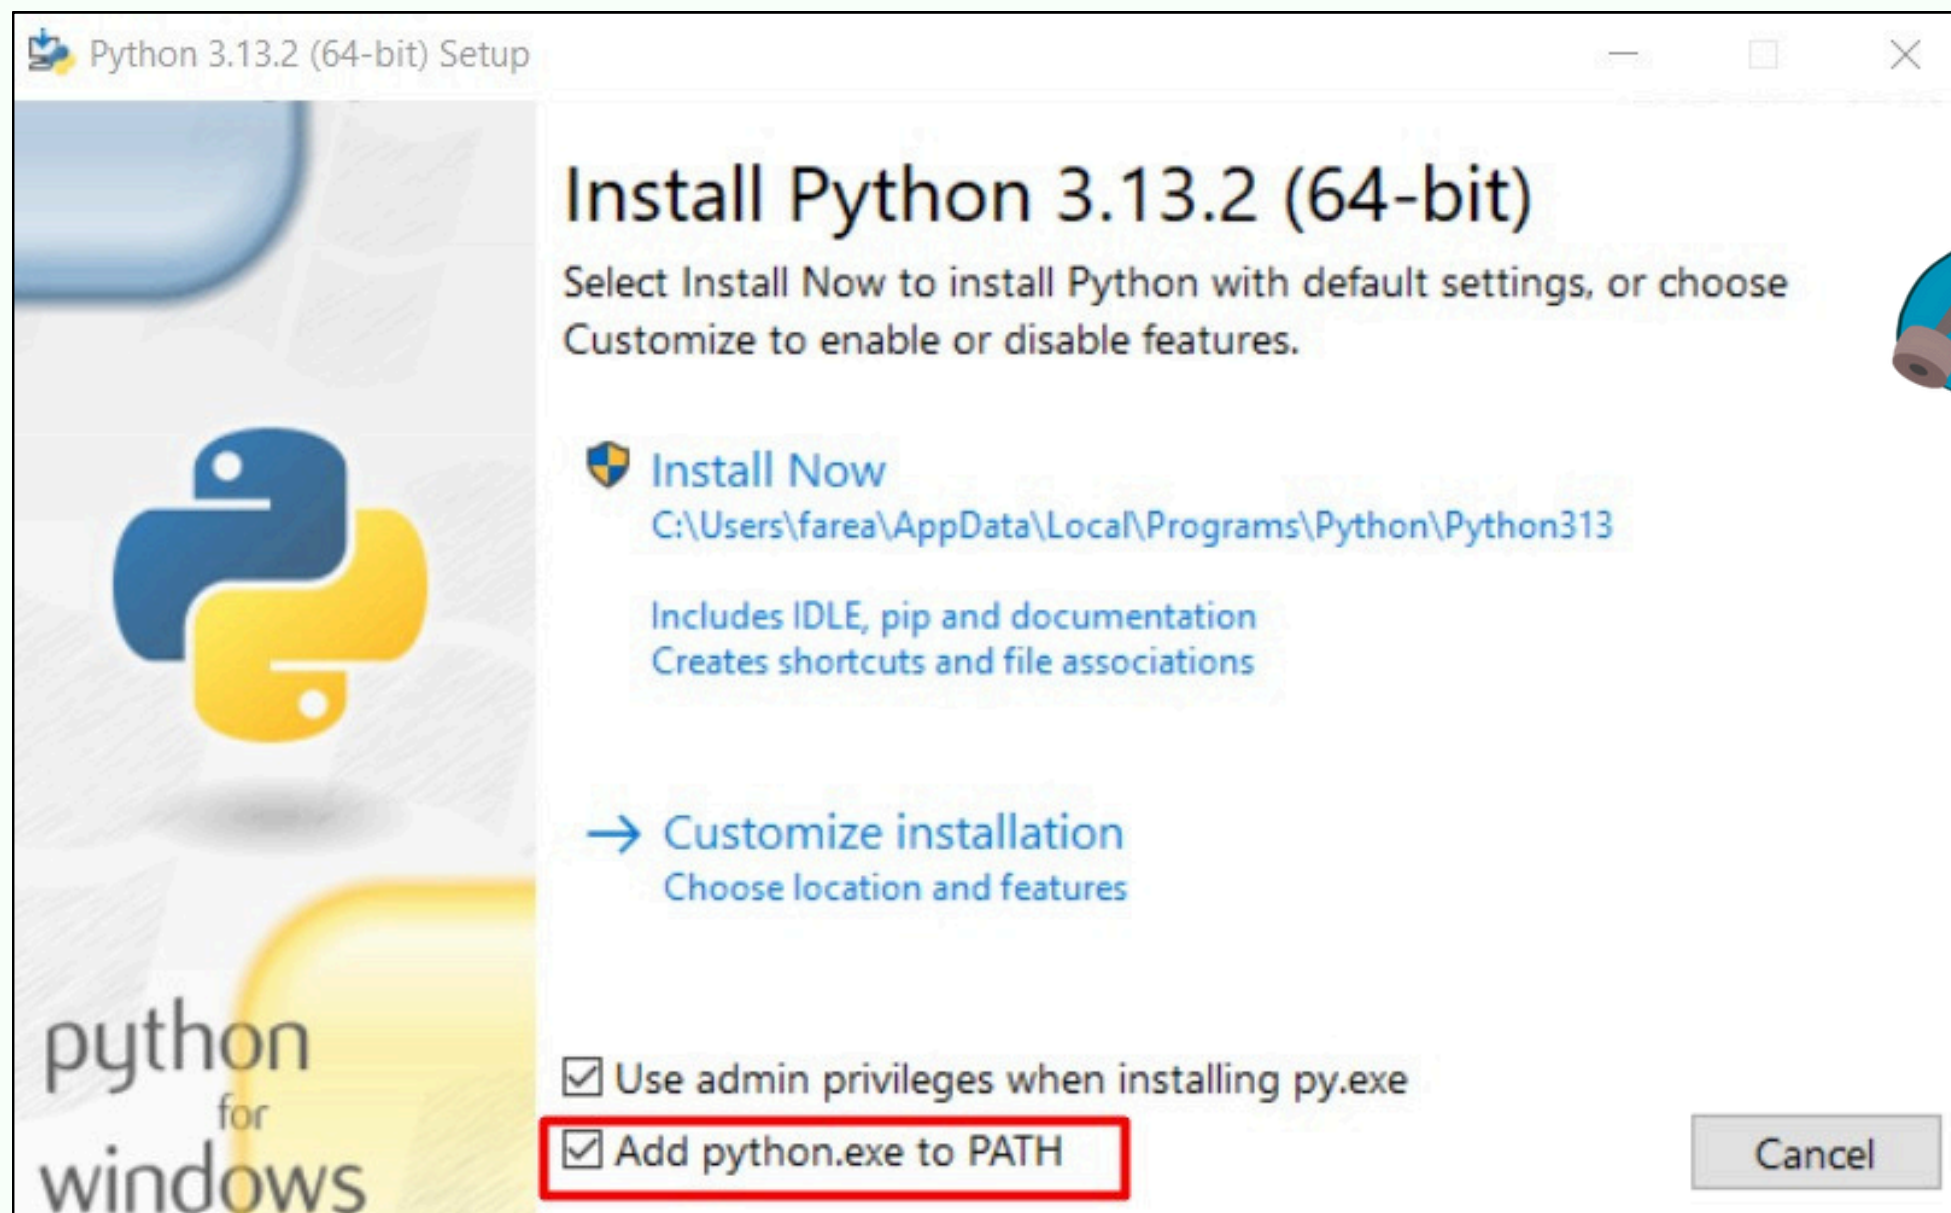 Python 3.13.2 (64-bit) Setup
Install Python 3.13.2 (64-bit)
Select Install Now to install Python with default settings, or choose
Customize to enable or disable features.
Install Now
C:\Users\farea\AppData\Local\Programs\Python\Python313
Includes IDLE, pip and documentation
Creates shortcuts and file associations
Customize installation
Choose location and features
python
for
windows
Use admin privileges when installing py.exe
Add python.exe to PATH
Cancel